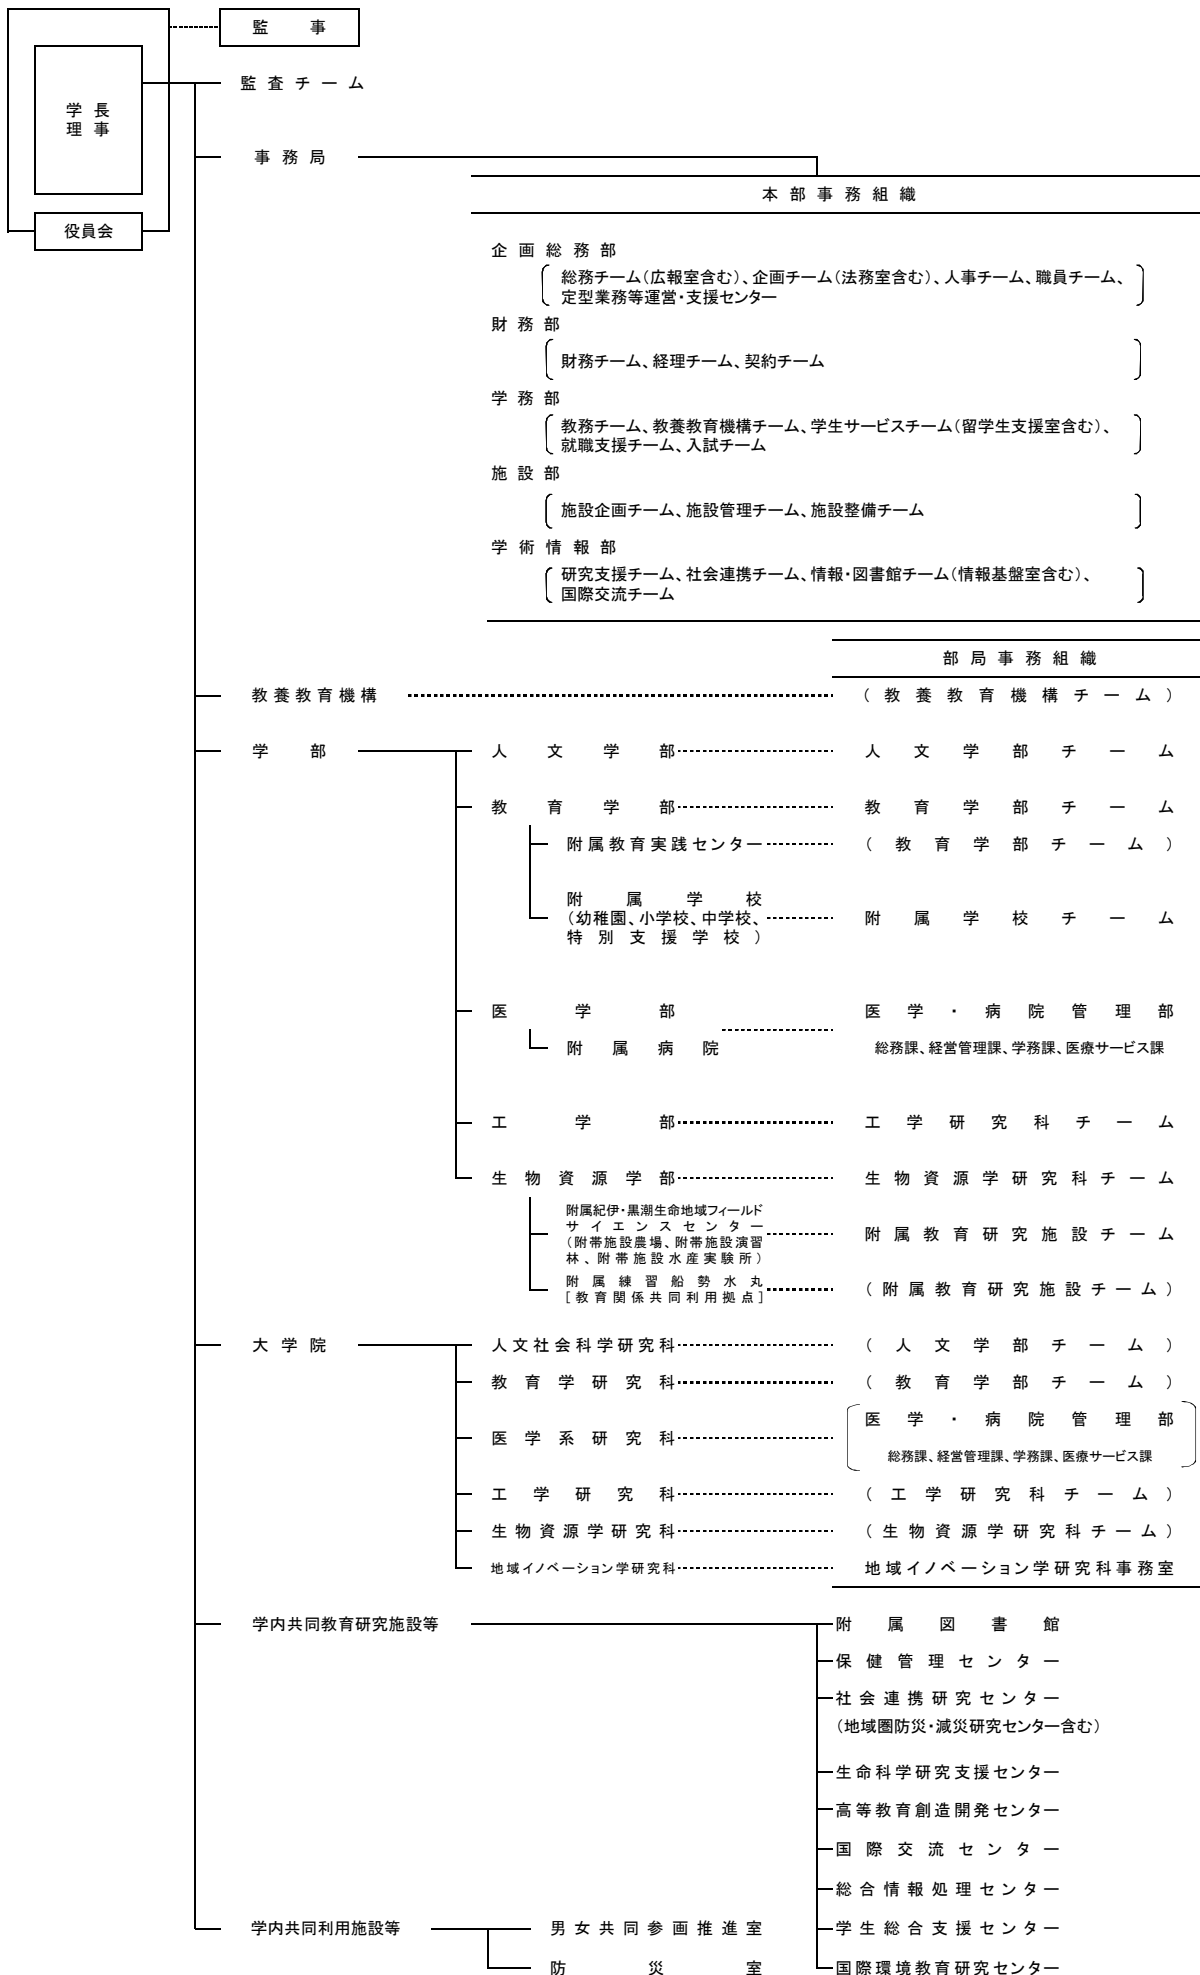 監事
監査チーム
学長
理事
役員会
事務局
本部事務組織
企画総務部
総務チーム（広報室含む）、企画チーム（法務室含む）、人事チーム、職員チーム、
定型業務等運営・支援センター
財務部
財務チーム、経理チーム、契約チーム
学務部
教務チーム、教養教育機構チーム、学生サービスチーム（留学生支援室含む）、
就職支援チーム、入試チーム
施設部
施設企画チーム、施設管理チーム、施設整備チーム
学術情報部
研究支援チーム、社会連携チーム、情報・図書館チーム（情報基盤室含む）、
国際交流チーム
部局事務組織
教養教育機構 （教養教育機構チーム）
学部 人文学部 人文学部チーム
教育学部 教育学部チーム
附属教育実践センター （教育学部チーム）
附属学校
（幼稚園、小学校、中学校、 附属学校チーム
特別支援学校）
医学部 医学・病院管理部
附属病院 総務課、経営管理課、学務課、医療サービス課
工学部 工学研究科チーム
生物資源学部 生物資源学研究科チーム
附属紀伊・黒潮生命地域フィールド
サイエンスセンター
（附帯施設農場、附帯施設演習 附属教育研究施設チーム
林、附帯施設水産実験所）
附属練習船勢水丸
［教育関係共同利用拠点］ （附属教育研究施設チーム）
大学院 人文社会科学研究科 （人文学部チーム）
教育学研究科 （教育学部チーム）
医学・病院管理部
医学系研究科
総務課、経営管理課、学務課、医療サービス課
工学研究科 （工学研究科チーム）
生物資源学研究科 （生物資源学研究科チーム）
地域イノベーション学研究科 地域イノベーション学研究科事務室
学内共同教育研究施設等 附属図書館
保健管理センター
社会連携研究センター
（地域圏防災・減災研究センター含む）
生命科学研究支援センター
高等教育創造開発センター
国際交流センター
総合情報処理センター
学内共同利用施設等 男女共同参画推進室 学生総合支援センター
防災室 国際環境教育研究センター